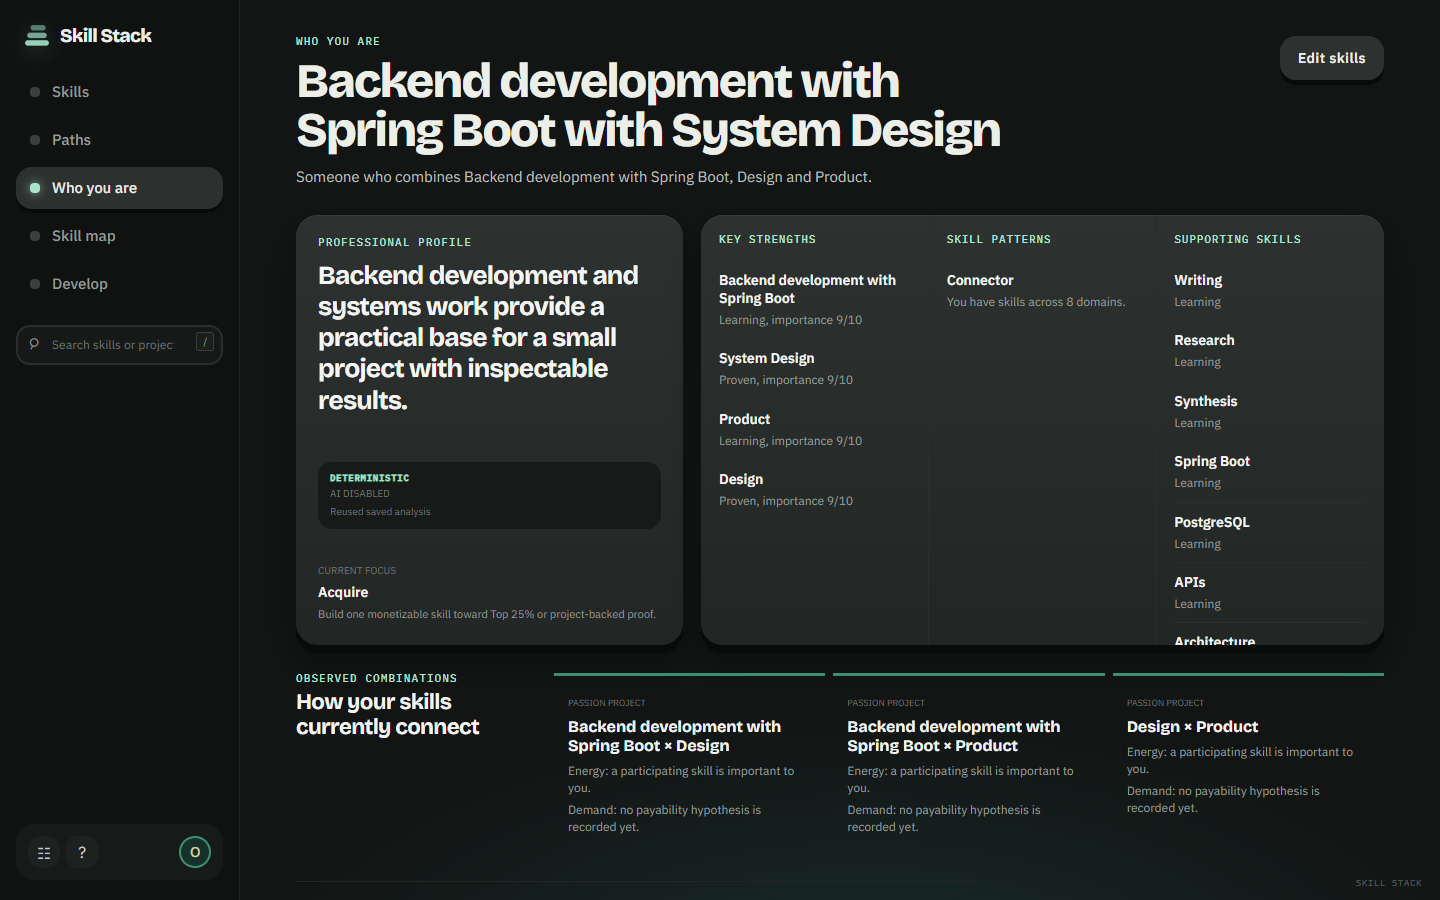 Skill Stack
Skills
Paths
Who you are
Skill map
Develop
Search skills or projec
/
?
O
WHO YOU ARE
Backend development with
Spring Boot with System Design
Someone who combines Backend development with Spring Boot, Design and Product.
Edit skills
PROFESSIONAL PROFILE
Backend development and
systems work provide a
practical base for a small
project with inspectable
results.
DETERMINISTIC
AI DISABLED
Reused saved analysis
CURRENT FOCUS
Acquire
Build one monetizable skill toward Top 25% or project-backed proof.
KEY STRENGTHS
Backend development with
Spring Boot
Learning, importance 9/10
System Design
Proven, importance 9/10
Product
Learning, importance 9/10
Design
Proven, importance 9/10
SKILL PATTERNS
Connector
You have skills across 8 domains.
SUPPORTING SKILLS
Writing
Learning
Research
Learning
Synthesis
Learning
Spring Boot
Learning
PostgreSQL
Learning
APIs
Learning
Architecture
OBSERVED COMBINATIONS
How your skills
currently connect
PASSION PROJECT
Backend development with
Spring Boot × Design
Energy: a participating skill is important to
you.
Demand: no payability hypothesis is
recorded yet.
PASSION PROJECT
Backend development with
Spring Boot × Product
Energy: a participating skill is important to
you.
Demand: no payability hypothesis is
recorded yet.
PASSION PROJECT
Design × Product
Energy: a participating skill is important to
you.
Demand: no payability hypothesis is
recorded yet.
SKILL STACK